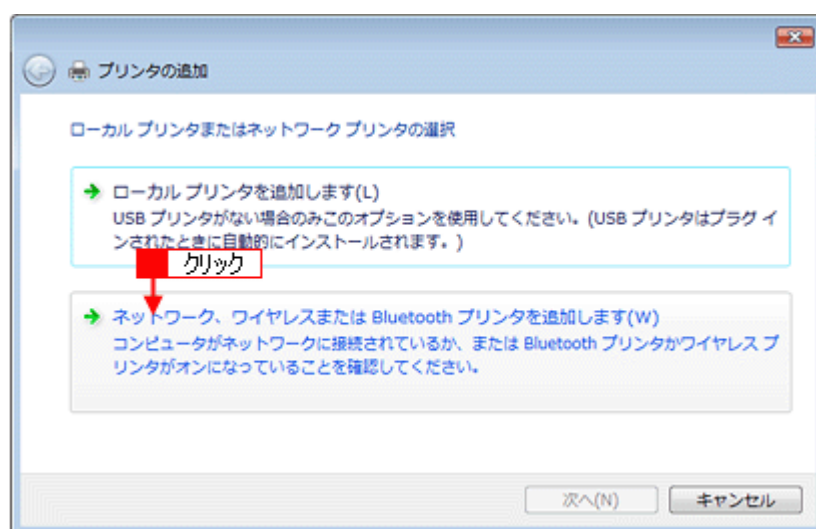 プリンタの追加
ローカル プリンタまたはネットワーク プリンタの選択
ローカル プリンタを追加します(L)
USB プリンタがない場合のみこのオプションを使用してください。(USB プリンタはプラグ イ
ンされたときに自動的にインストールされます。)
クリック
ネットワーク、ワイヤレスまたは Bluetooth プリンタを追加します(W)
コンピュータがネットワークに接続されているか、または Bluetooth プリンタかワイヤレス プ
リンタがオンになっていることを確認してください。
次へ(N)
キャンセル